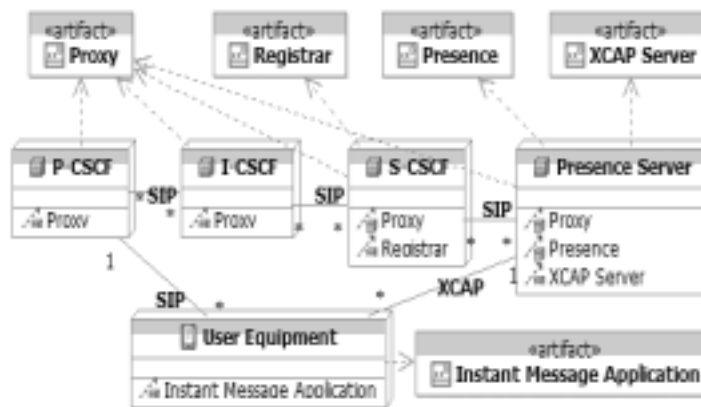 «artifact»
Proxy
«artifact»
Registrar
«artifact»
Presence
«artifact»
XCAP Server
P-CSCF
Proxy
I-CSCF
Proxy
S-CSCF
Proxy
Registrar
Presence Server
Proxy
Presence
XCAP Server
* SIP *
* SIP *
* SIP *
1
SIP *
* XCAP
1
User Equipment
Instant Message Application
«artifact»
Instant Message Application